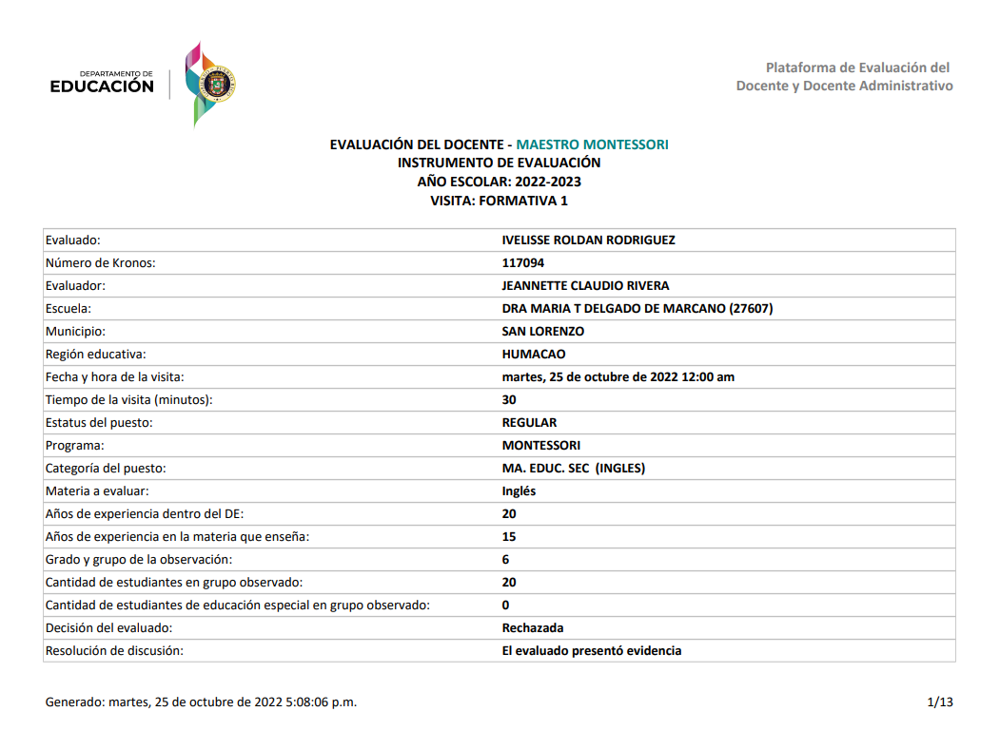 DEPARTAMENTO DE
EDUCACIÓN
Plataforma de Evaluación del
Docente y Docente Administrativo
EVALUACIÓN DEL DOCENTE - MAESTRO MONTESSORI
INSTRUMENTO DE EVALUACIÓN
AÑO ESCOLAR: 2022-2023
VISITA: FORMATIVA 1
Evaluado: IVELISSE ROLDAN RODRIGUEZ
Número de Kronos: 117094
Evaluador: JEANNETTE CLAUDIO RIVERA
Escuela: DRA MARIA T DELGADO DE MARCANO (27607)
Municipio: SAN LORENZO
Región educativa: HUMACAO
Fecha y hora de la visita: martes, 25 de octubre de 2022 12:00 am
Tiempo de la visita (minutos): 30
Estatus del puesto: REGULAR
Programa: MONTESSORI
Categoría del puesto: MA. EDUC. SEC (INGLES)
Materia a evaluar: Inglés
Años de experiencia dentro del DE: 20
Años de experiencia en la materia que enseña: 15
Grado y grupo de la observación: 6
Cantidad de estudiantes en grupo observado: 20
Cantidad de estudiantes de educación especial en grupo observado: 0
Decisión del evaluado: Rechazada
Resolución de discusión: El evaluado presentó evidencia
Generado: martes, 25 de octubre de 2022 5:08:06 p.m. 1/13